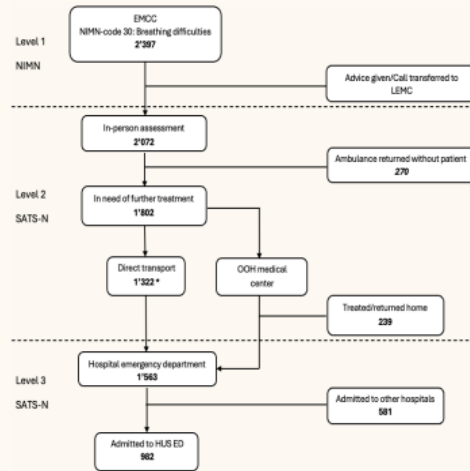 EMCC
NIMN-code 30: Breathing difficulties
2'397
Level 1
NIMN
Advice given/Call transferred to
LEMC
In-person assessment
2'072
Ambulance returned without patient
270
Level 2
SATS-N
In need of further treatment
1'802
Direct transport
1'322 *
OOH medical
center
Treated/returned home
239
Hospital emergency department
1'563
Level 3
SATS-N
Admitted to other hospitals
581
Admitted to HUS ED
982